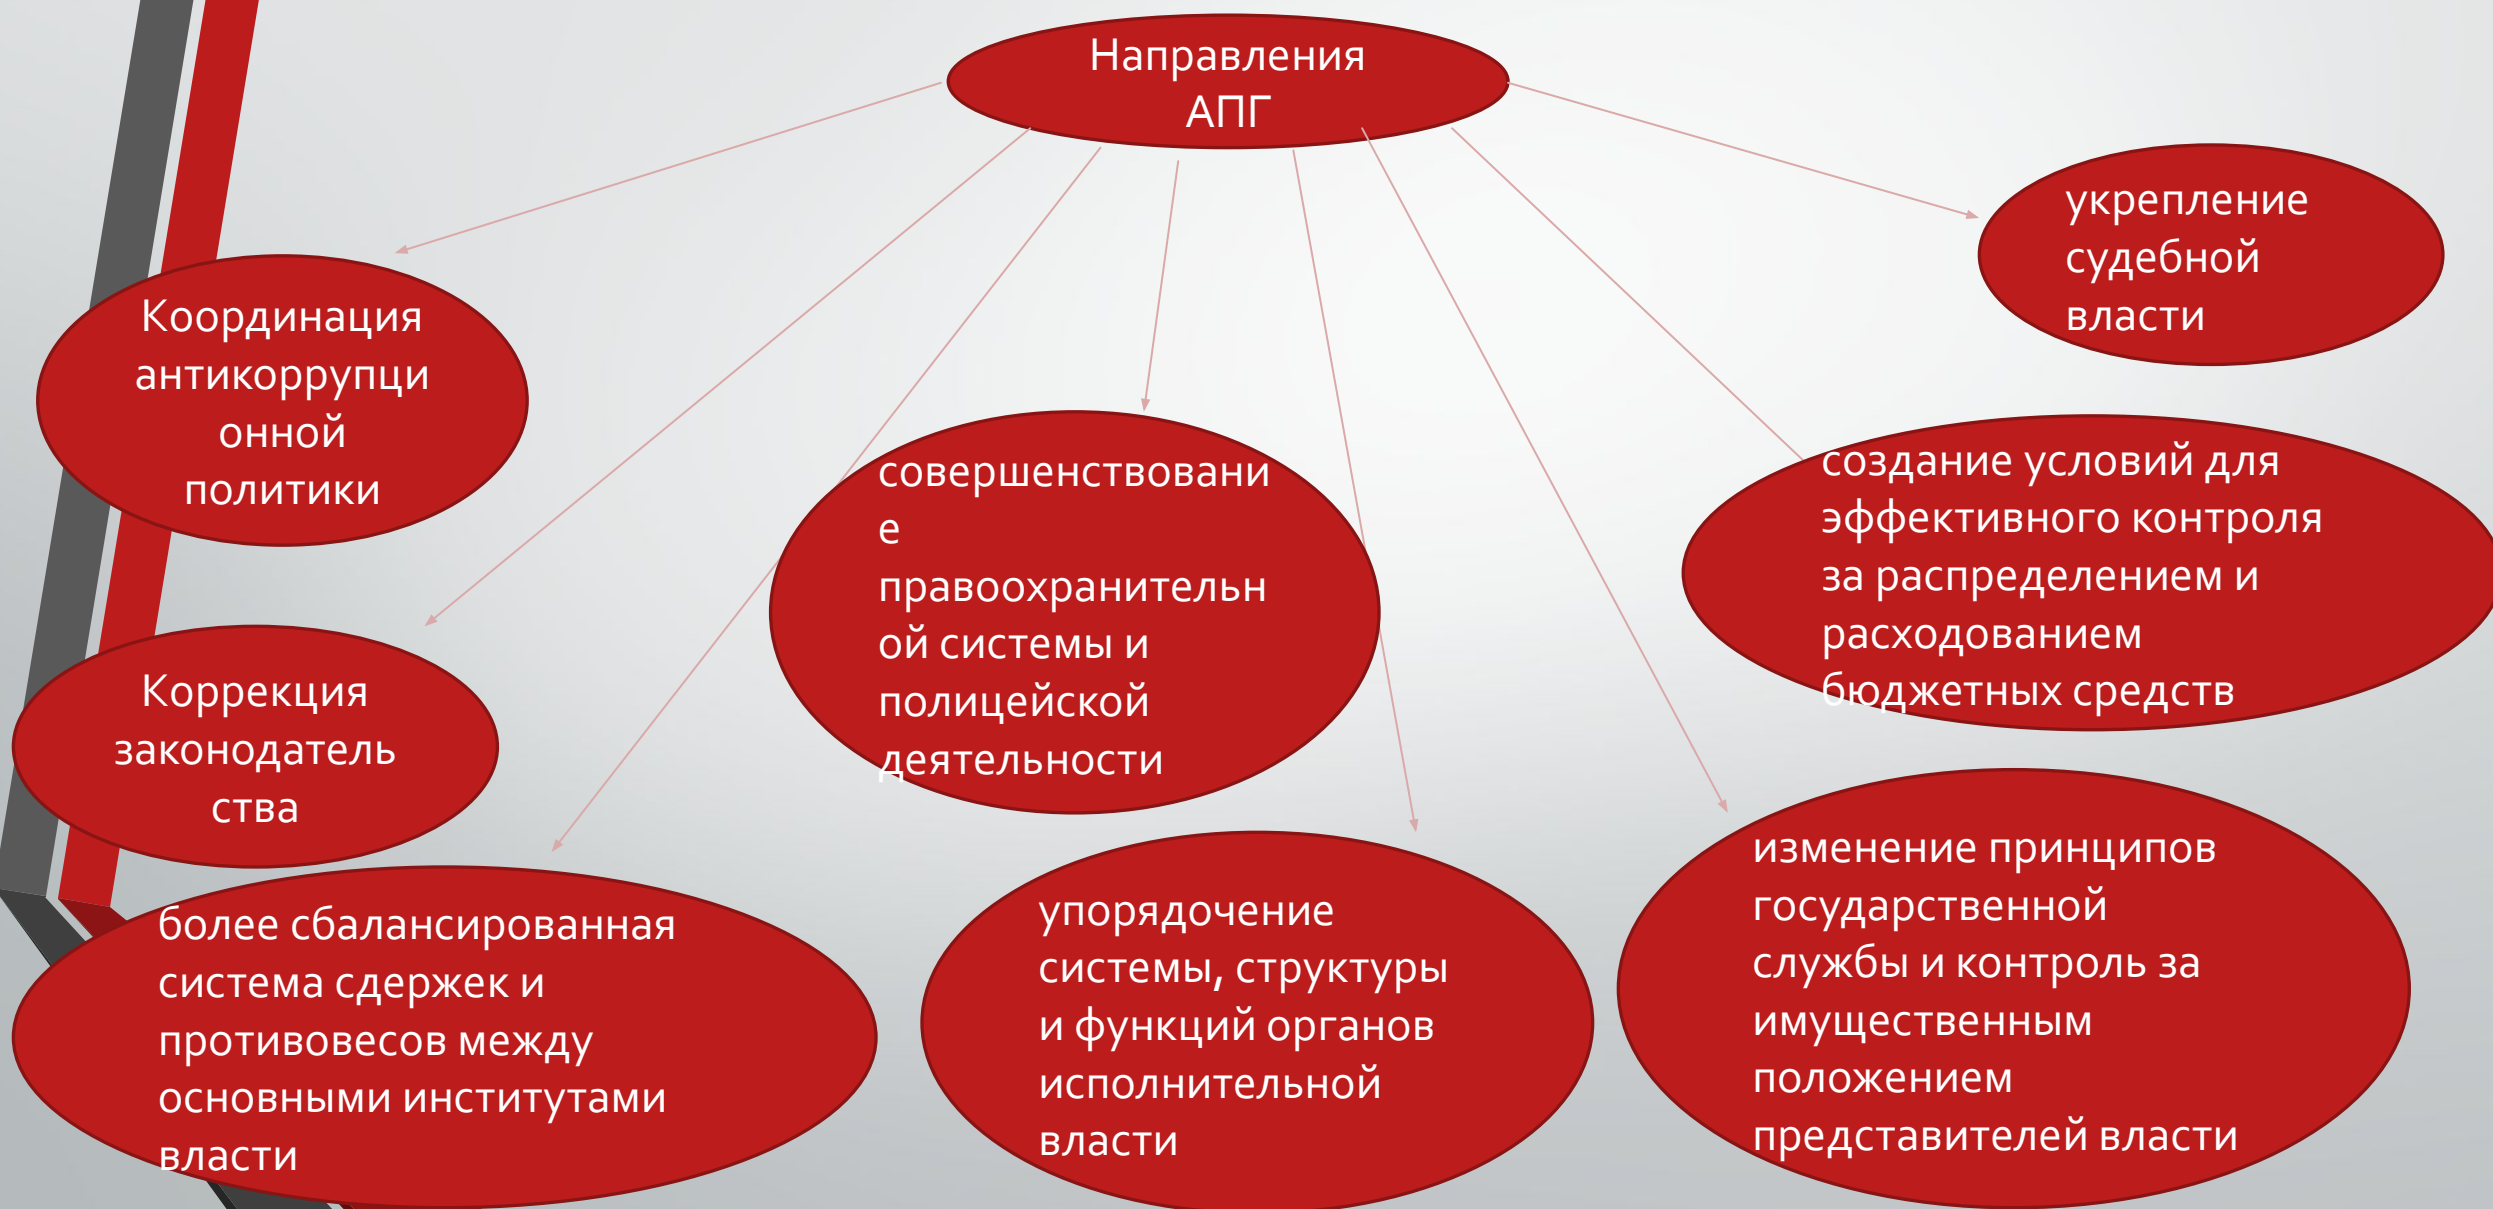 Направления
АПГ
укрепление
судебной
власти
Координация
антикоррупци
онной
политики
совершенствовани
е
правоохранительн
ой системы и
полицейской
деятельности
создание условий для
эффективного контроля
за распределением и
расходованием
бюджетных средств
Коррекция
законодатель
ства
более сбалансированная
система сдержек и
противовесов между
основными институтами
власти
упорядочение
системы, структуры
и функций органов
исполнительной
власти
изменение принципов
государственной
службы и контроль за
имущественным
положением
представителей власти